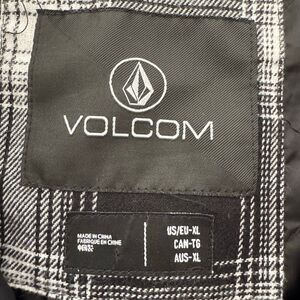 VOLCOM
MADE IN CHINA
FABRIQUÉ EN CHINE
US/EU-XL
CAN-TG
AUS-XL